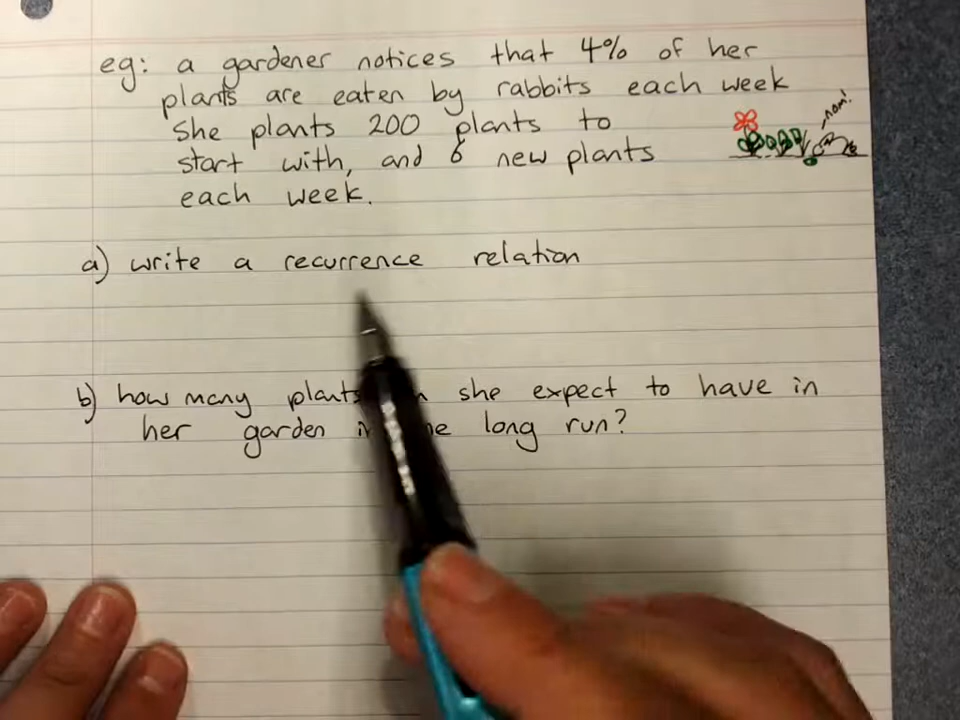 eg: a gardener notices that 4% of her
plants are eaten by rabbits each week
She plants 200 plants to
start with, and 6 new plants
each week.
nom!
a) write a recurrence relation
b) how many plants she expect to have in
her garden long run?